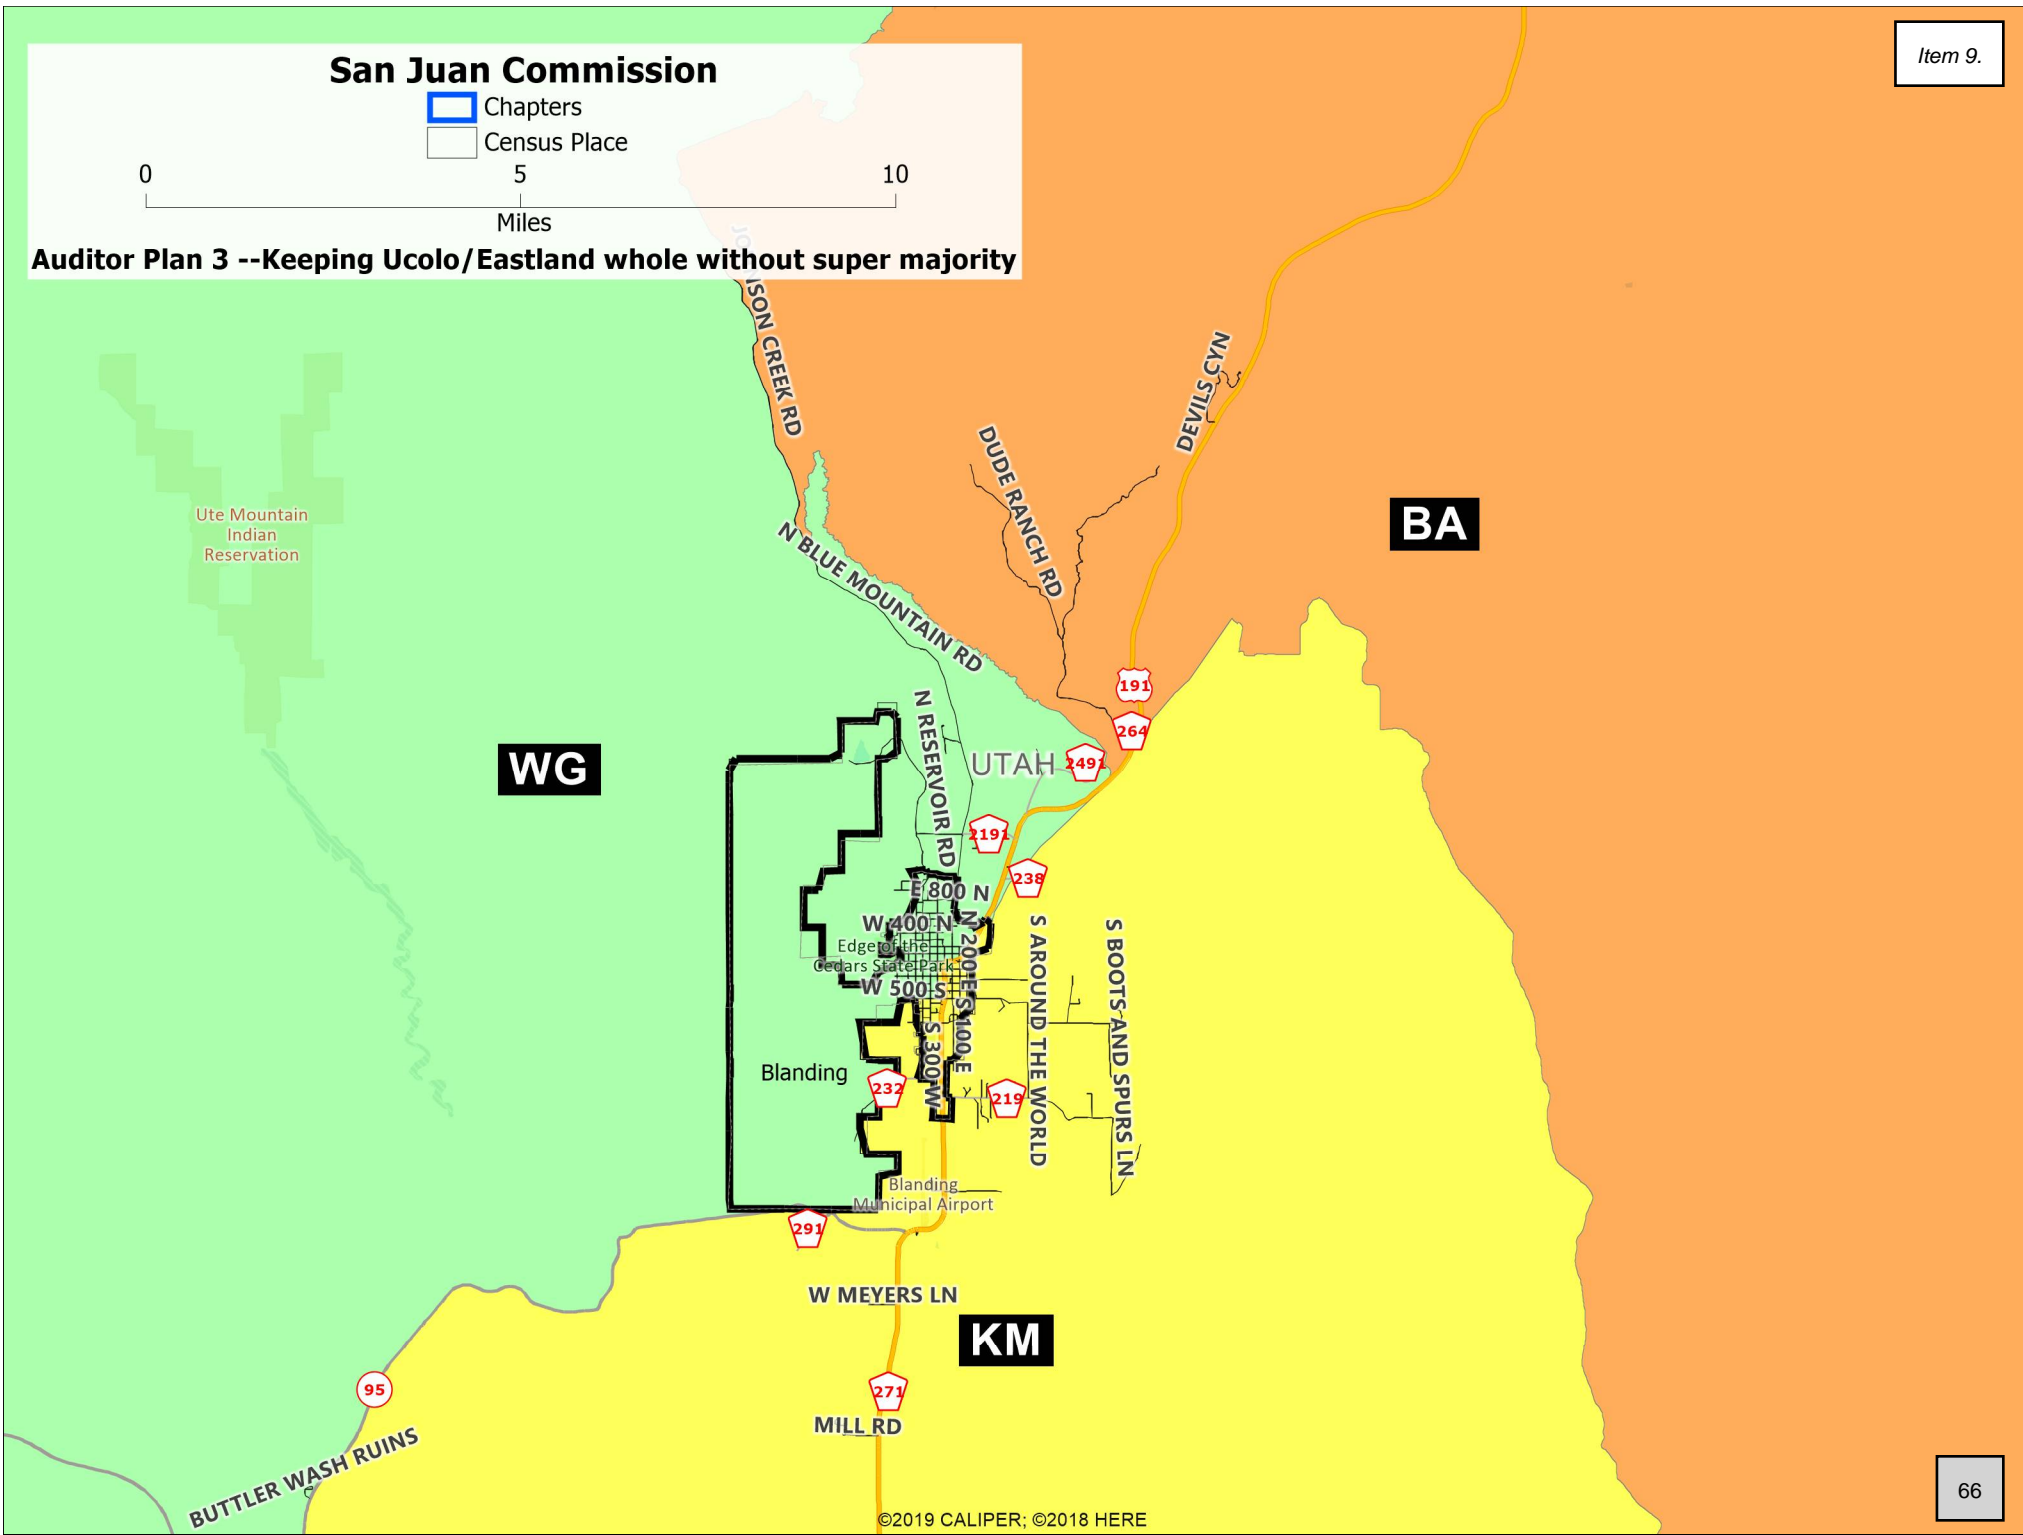 Item 9.
San Juan Commission
Chapters
Census Place
0 5 10
Miles
Auditor Plan 3 --Keeping Ucolo/Eastland whole without super majority
JOHNSON CREEK RD
DEVILS CYN
DUDE RANCH RD
Ute Mountain
Indian
Reservation
BA
N BLUE MOUNTAIN RD
191
N RESERVOIR RD
264
WG
UTAH
2491
2191
238
E 800 N
W 400 N
N 200 E
S AROUND THE WORLD
S BOOTS AND SPURS LN
Edge of the
Cedars State Park
W 500 S
S 100 E
S 300 W
Blanding
232
219
Blanding
Municipal Airport
291
W MEYERS LN
KM
95
271
MILL RD
BUTTLER WASH RUINS
66
©2019 CALIPER; ©2018 HERE